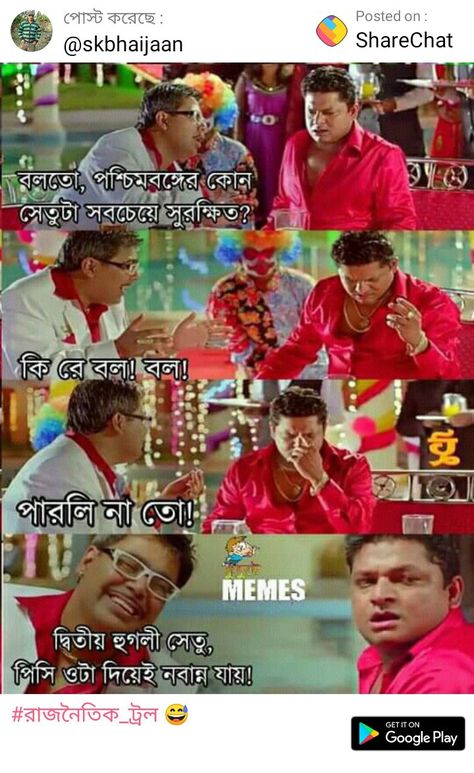 পোস্ট করেছে :
@skbhaijaan
Posted on :
ShareChat
বলতো, পশ্চিমবঙ্গের কোন
সেতুটা সবচেয়ে সুরক্ষিত?
কি রে বল! বল!
পারলি না তো!
MEMES
দ্বিতীয় হুগলী সেতু,
পিসি ওটা দিয়েই নবান্ন যায়!
#রাজনৈতিক_ট্রল 😅
GET IT ON
Google Play